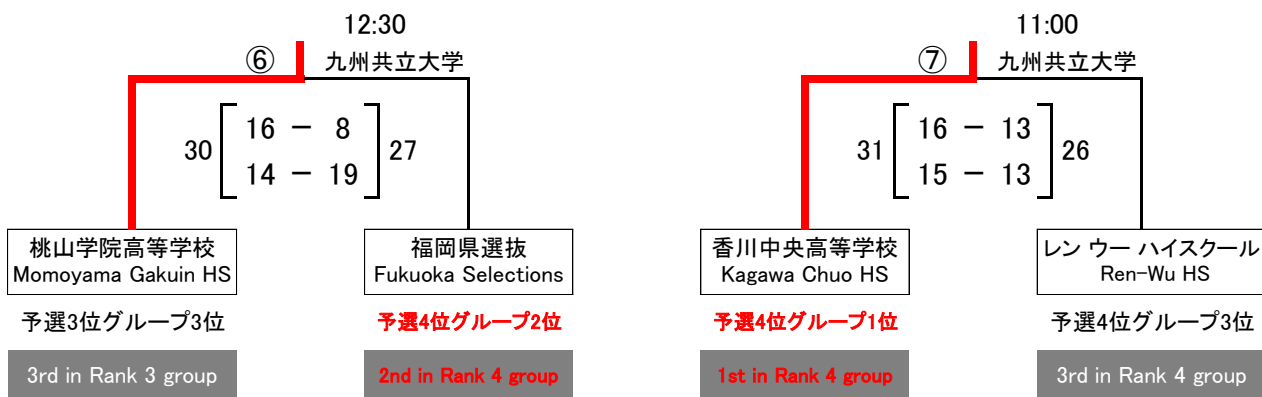 12:30
⑥ 九州共立大学
16 － 8
30 27
14 － 19
桃山学院高等学校
Momoyama Gakuin HS
福岡県選抜
Fukuoka Selections
予選3位グループ3位
予選4位グループ2位
3rd in Rank 3 group
2nd in Rank 4 group
11:00
⑦ 九州共立大学
16 － 13
31 26
15 － 13
香川中央高等学校
Kagawa Chuo HS
レン ウー ハイスクール
Ren-Wu HS
予選4位グループ1位
予選4位グループ3位
1st in Rank 4 group
3rd in Rank 4 group